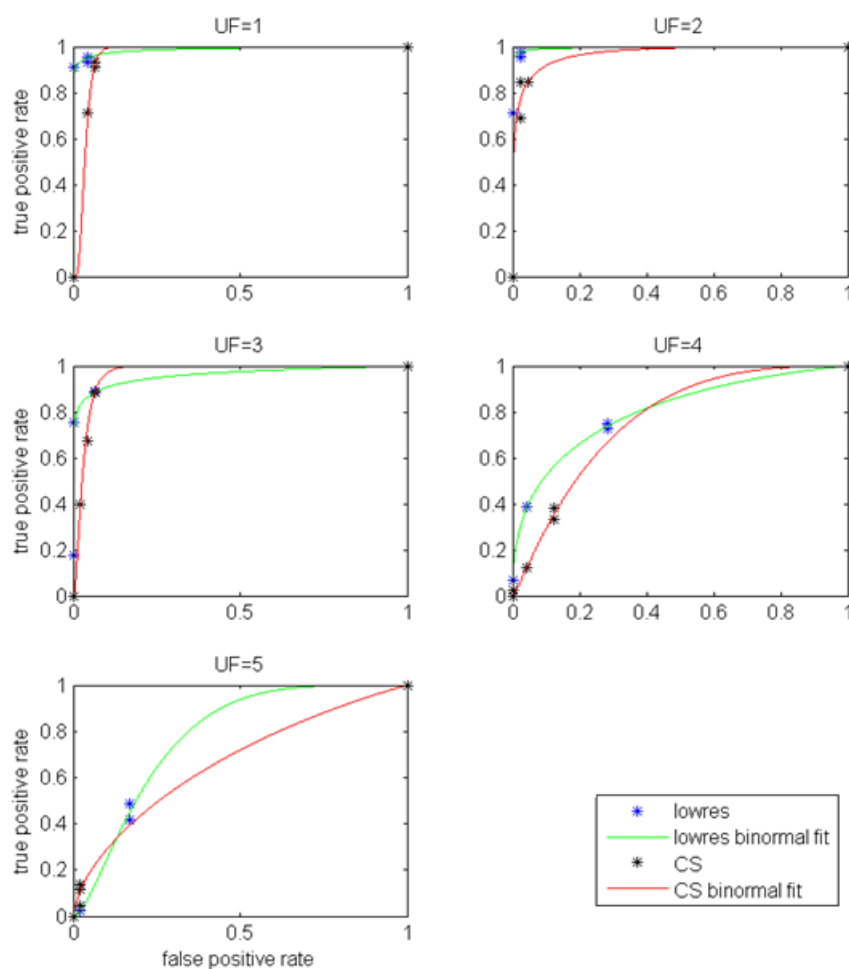 UF=1
1
0.8
0.6
0.4
0.2
0
true positive rate
0 0.5 1
UF=2
1
0.8
0.6
0.4
0.2
0
0 0.2 0.4 0.6 0.8 1
UF=3
1
0.8
0.6
0.4
0.2
0
true positive rate
0 0.5 1
UF=4
1
0.8
0.6
0.4
0.2
0
0 0.2 0.4 0.6 0.8 1
UF=5
1
0.8
0.6
0.4
0.2
0
true positive rate
0 0.5 1
false positive rate
lowres
lowres binormal fit
CS
CS binormal fit